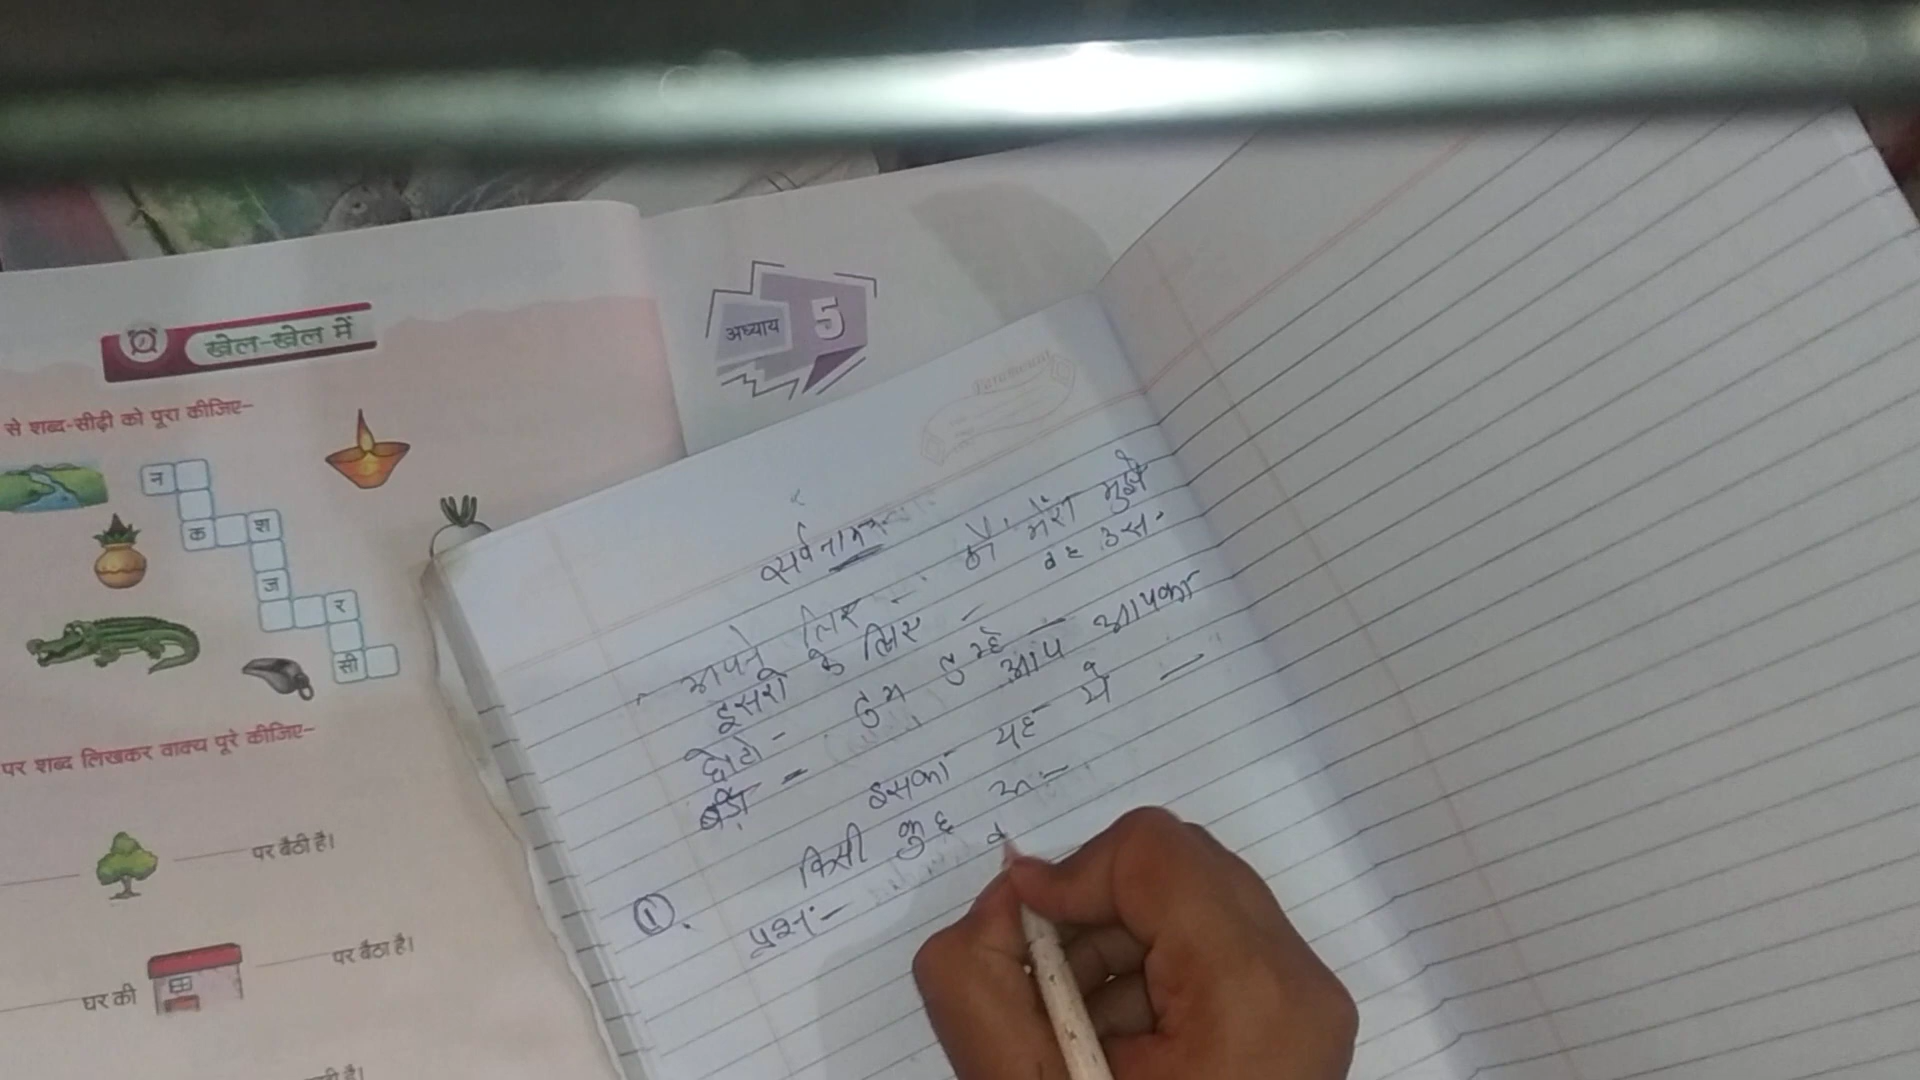 खेल-खेल में
से शब्द-सीढ़ी को पूरा कीजिए-
न
क श
ज
र
सी
पर शब्द लिखकर वाक्य पूरे कीजिए-
पर बैठी है।
घर की पर बैठा है।
अध्याय 5
सर्वनाम
अपने लिए - मैं मेरा मुझे
दूसरों के लिए - वह उस
छोटा - तुम तुम्हे
बड़ों - आप आपका
इसका यह ये
किसी कुछ
①. प्रश्न:-